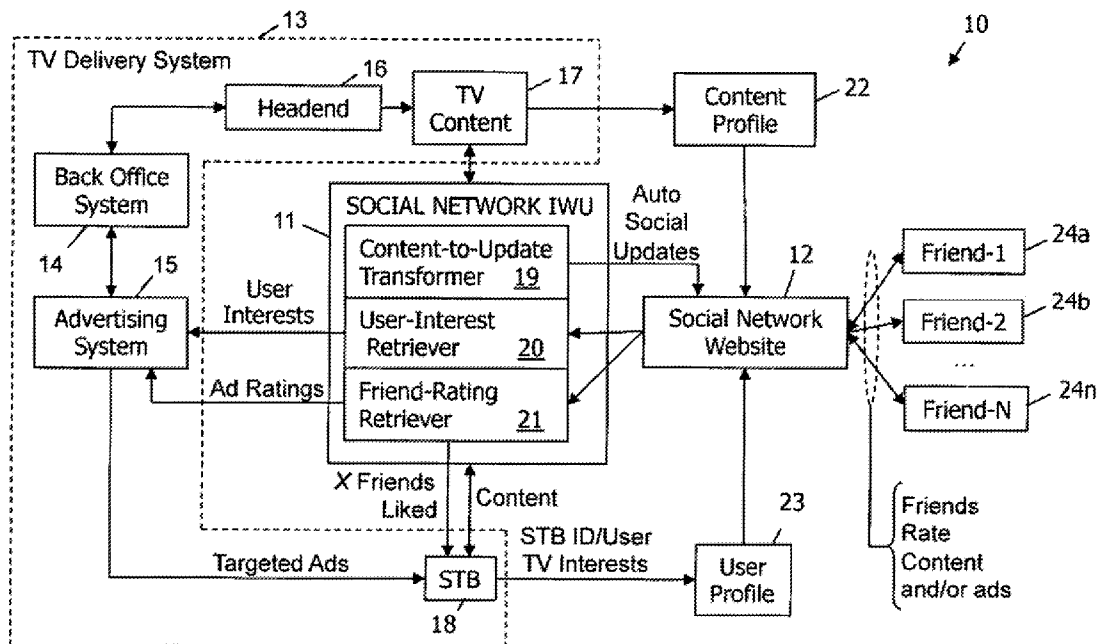 13
TV Delivery System
10
16
Headend
17
TV
Content
Content
Profile
22
Back Office
System
14
11
SOCIAL NETWORK IWU
Content-to-Update
Transformer 19
User-Interest
Retriever 20
Friend-Rating
Retriever 21
Auto
Social
Updates
12
Social Network
Website
24a
Friend-1
24b
Friend-2
...
24n
Friend-N
15
Advertising
System
User
Interests
Ad Ratings
X Friends
Liked
Content
STB ID/User
TV Interests
23
User
Profile
Friends
Rate
Content
and/or ads
Targeted Ads
STB
18